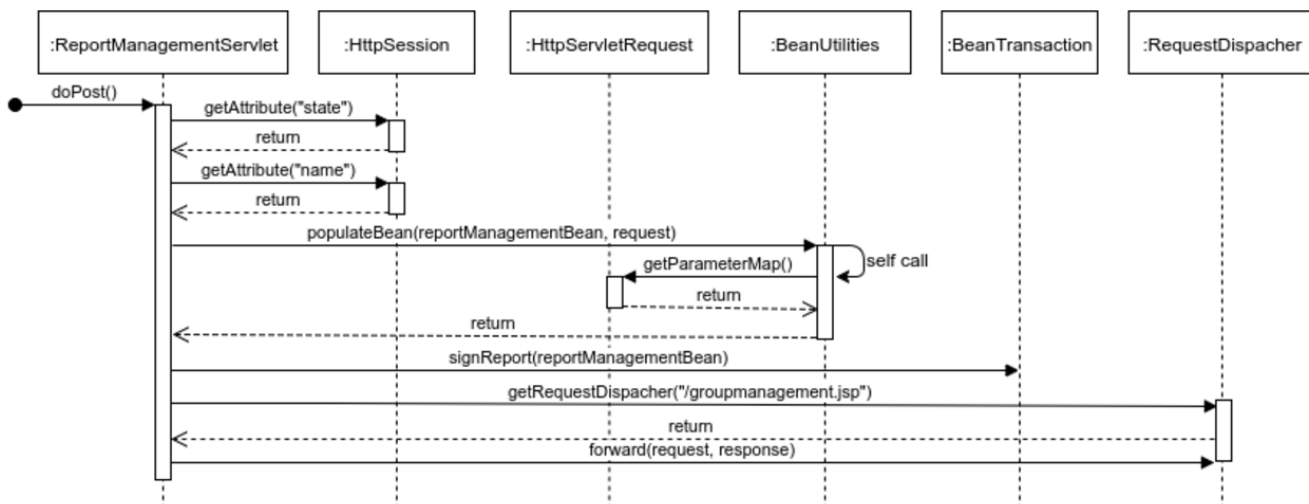 :ReportManagementServlet
:HttpSession
:HttpServletRequest
:BeanUtilities
:BeanTransaction
:RequestDispacher
doPost()
getAttribute("state")
return
getAttribute("name")
return
populateBean(reportManagementBean, request)
self call
getParameterMap()
return
return
signReport(reportManagementBean)
getRequestDispacher("/groupmanagement.jsp")
return
forward(request, response)